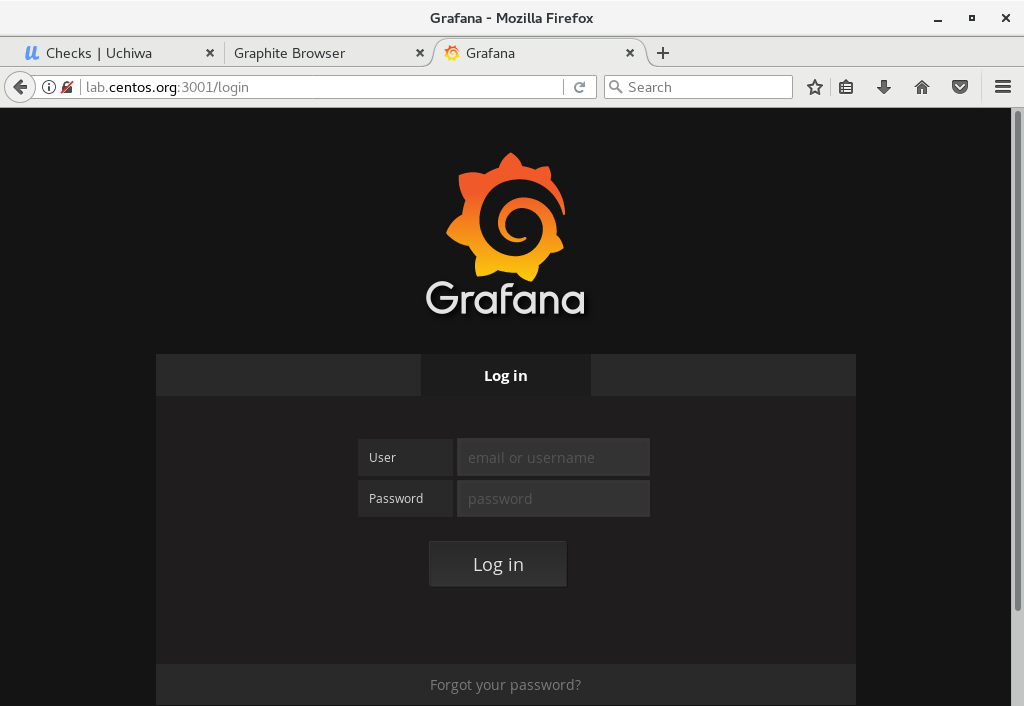 Grafana - Mozilla Firefox
Checks | Uchiwa
Graphite Browser
Grafana
lab.centos.org:3001/login
Search
Grafana
Log in
User
email or username
Password
password
Log in
Forgot your password?